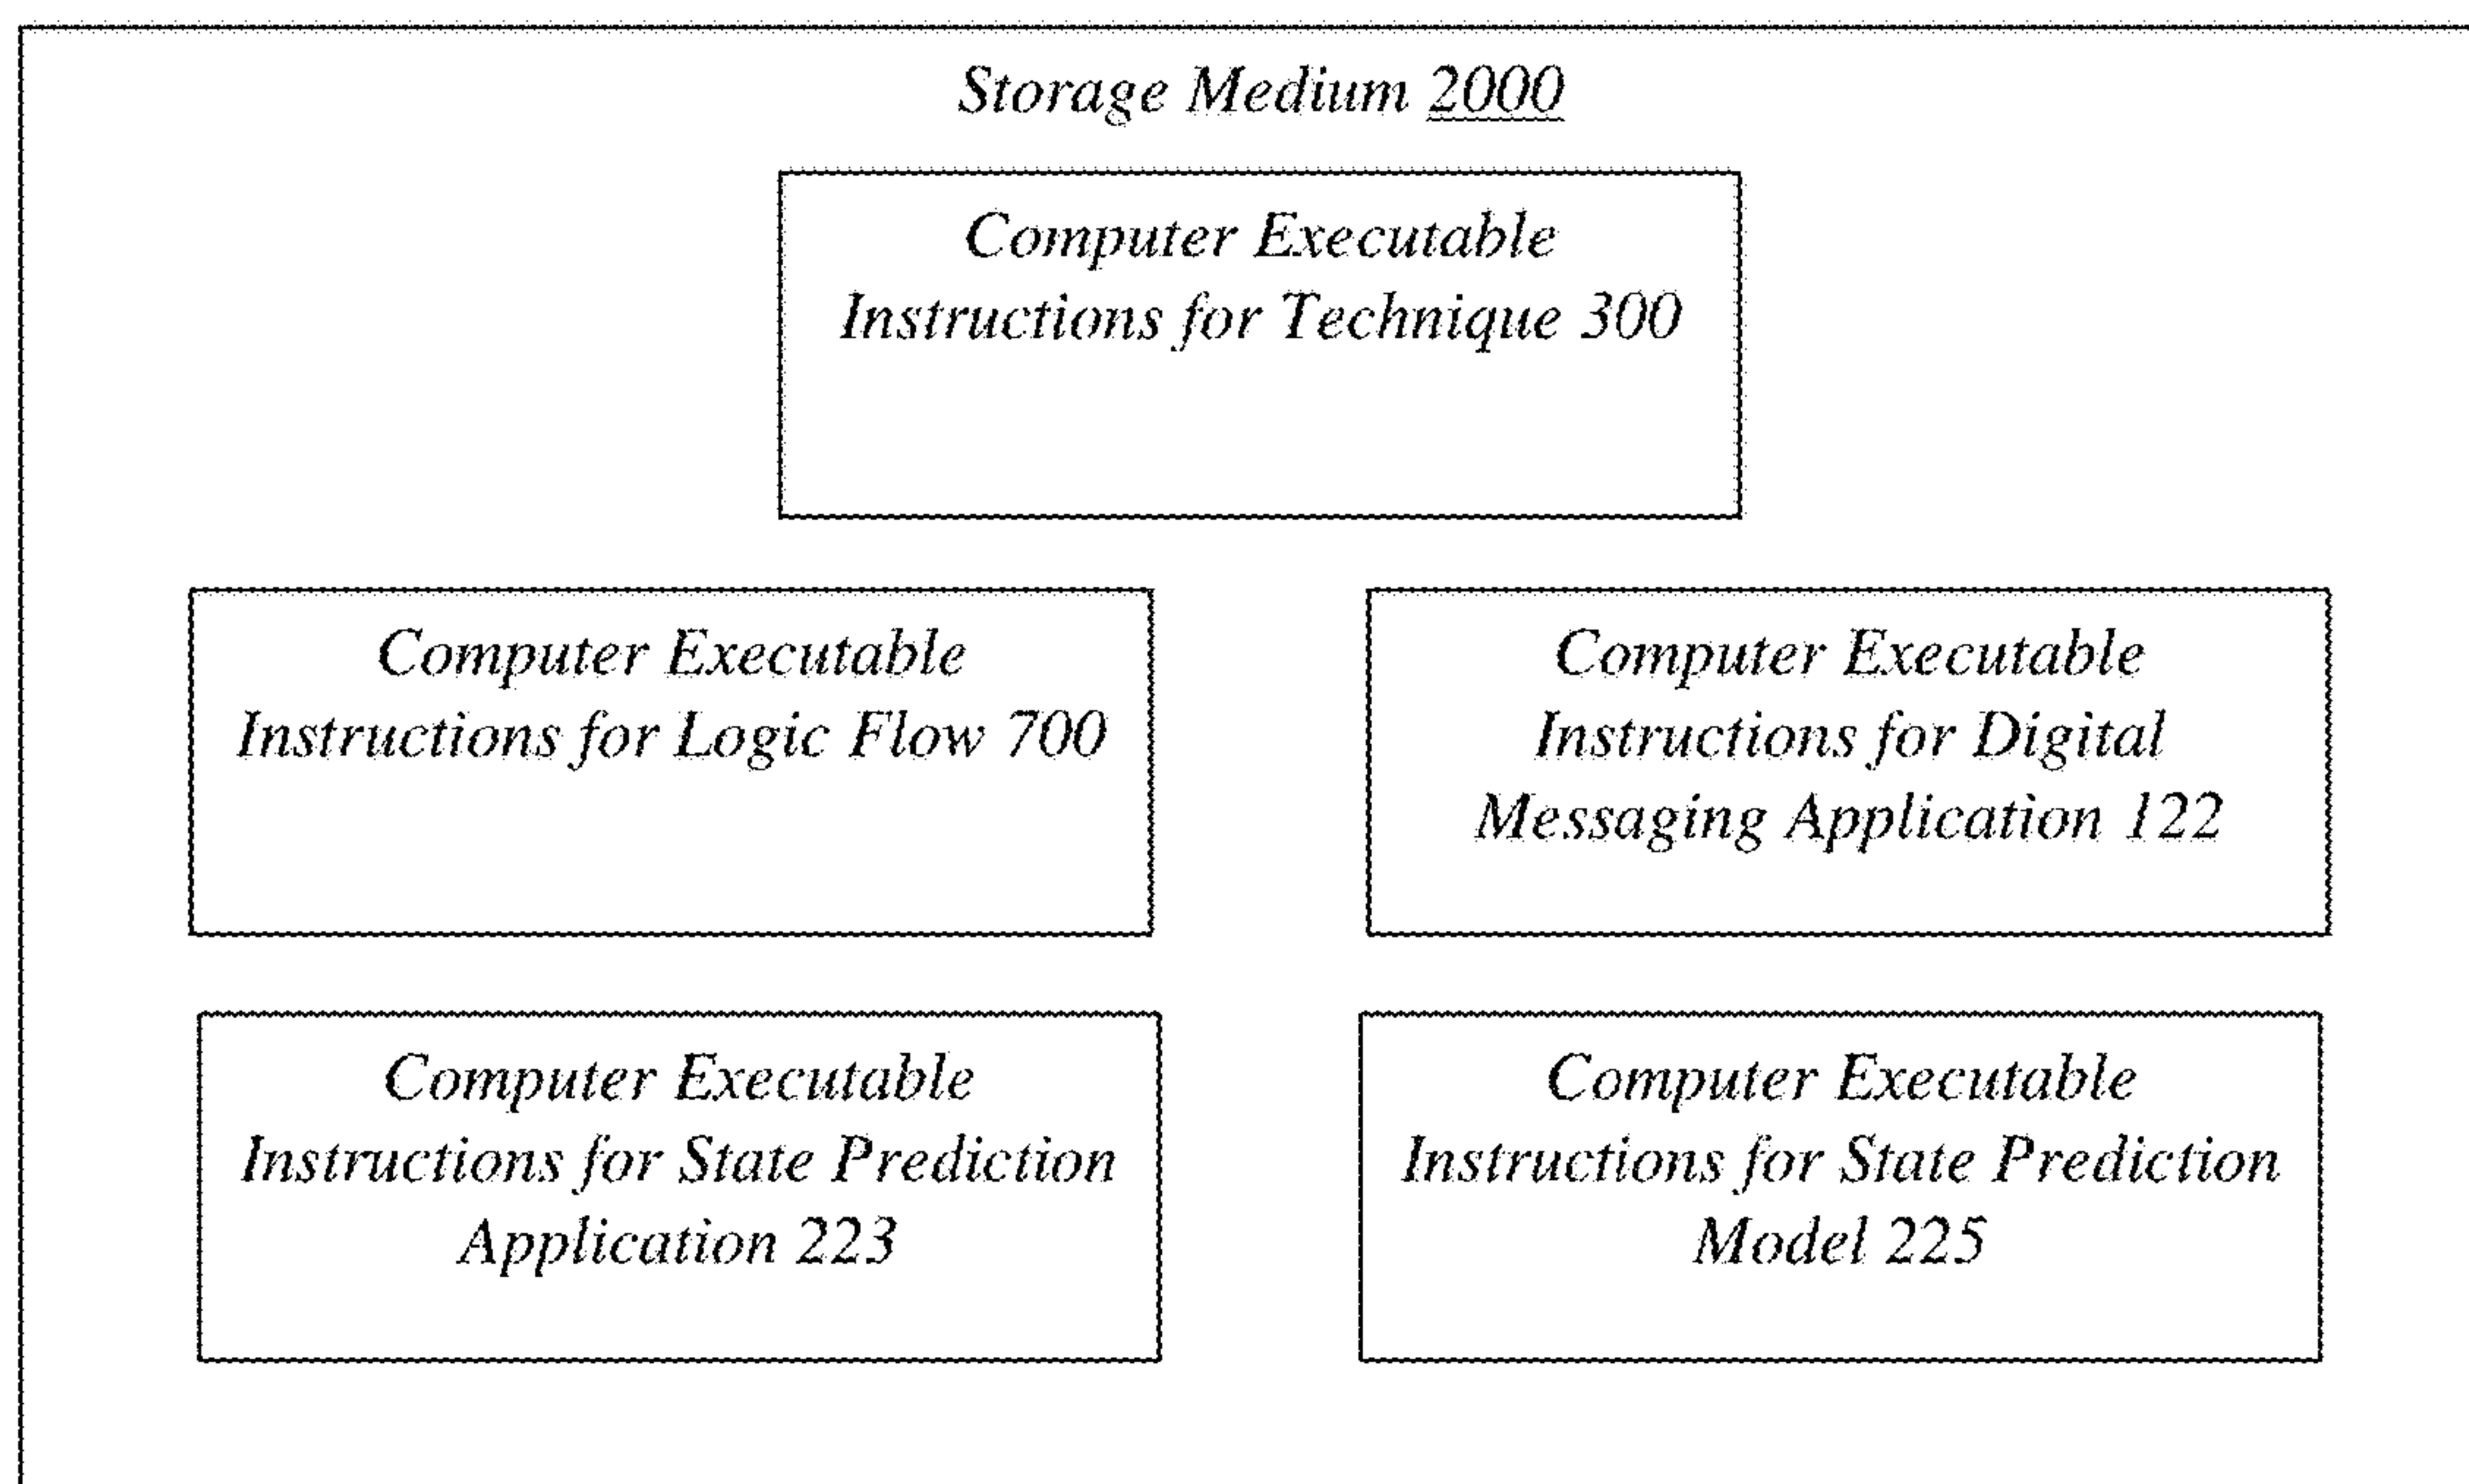 Storage Medium 2000
Computer Executable
Instructions for Technique 300
Computer Executable
Instructions for Logic Flow 700
Computer Executable
Instructions for Digital
Messaging Application 122
Computer Executable
Instructions for State Prediction
Application 223
Computer Executable
Instructions for State Prediction
Model 225